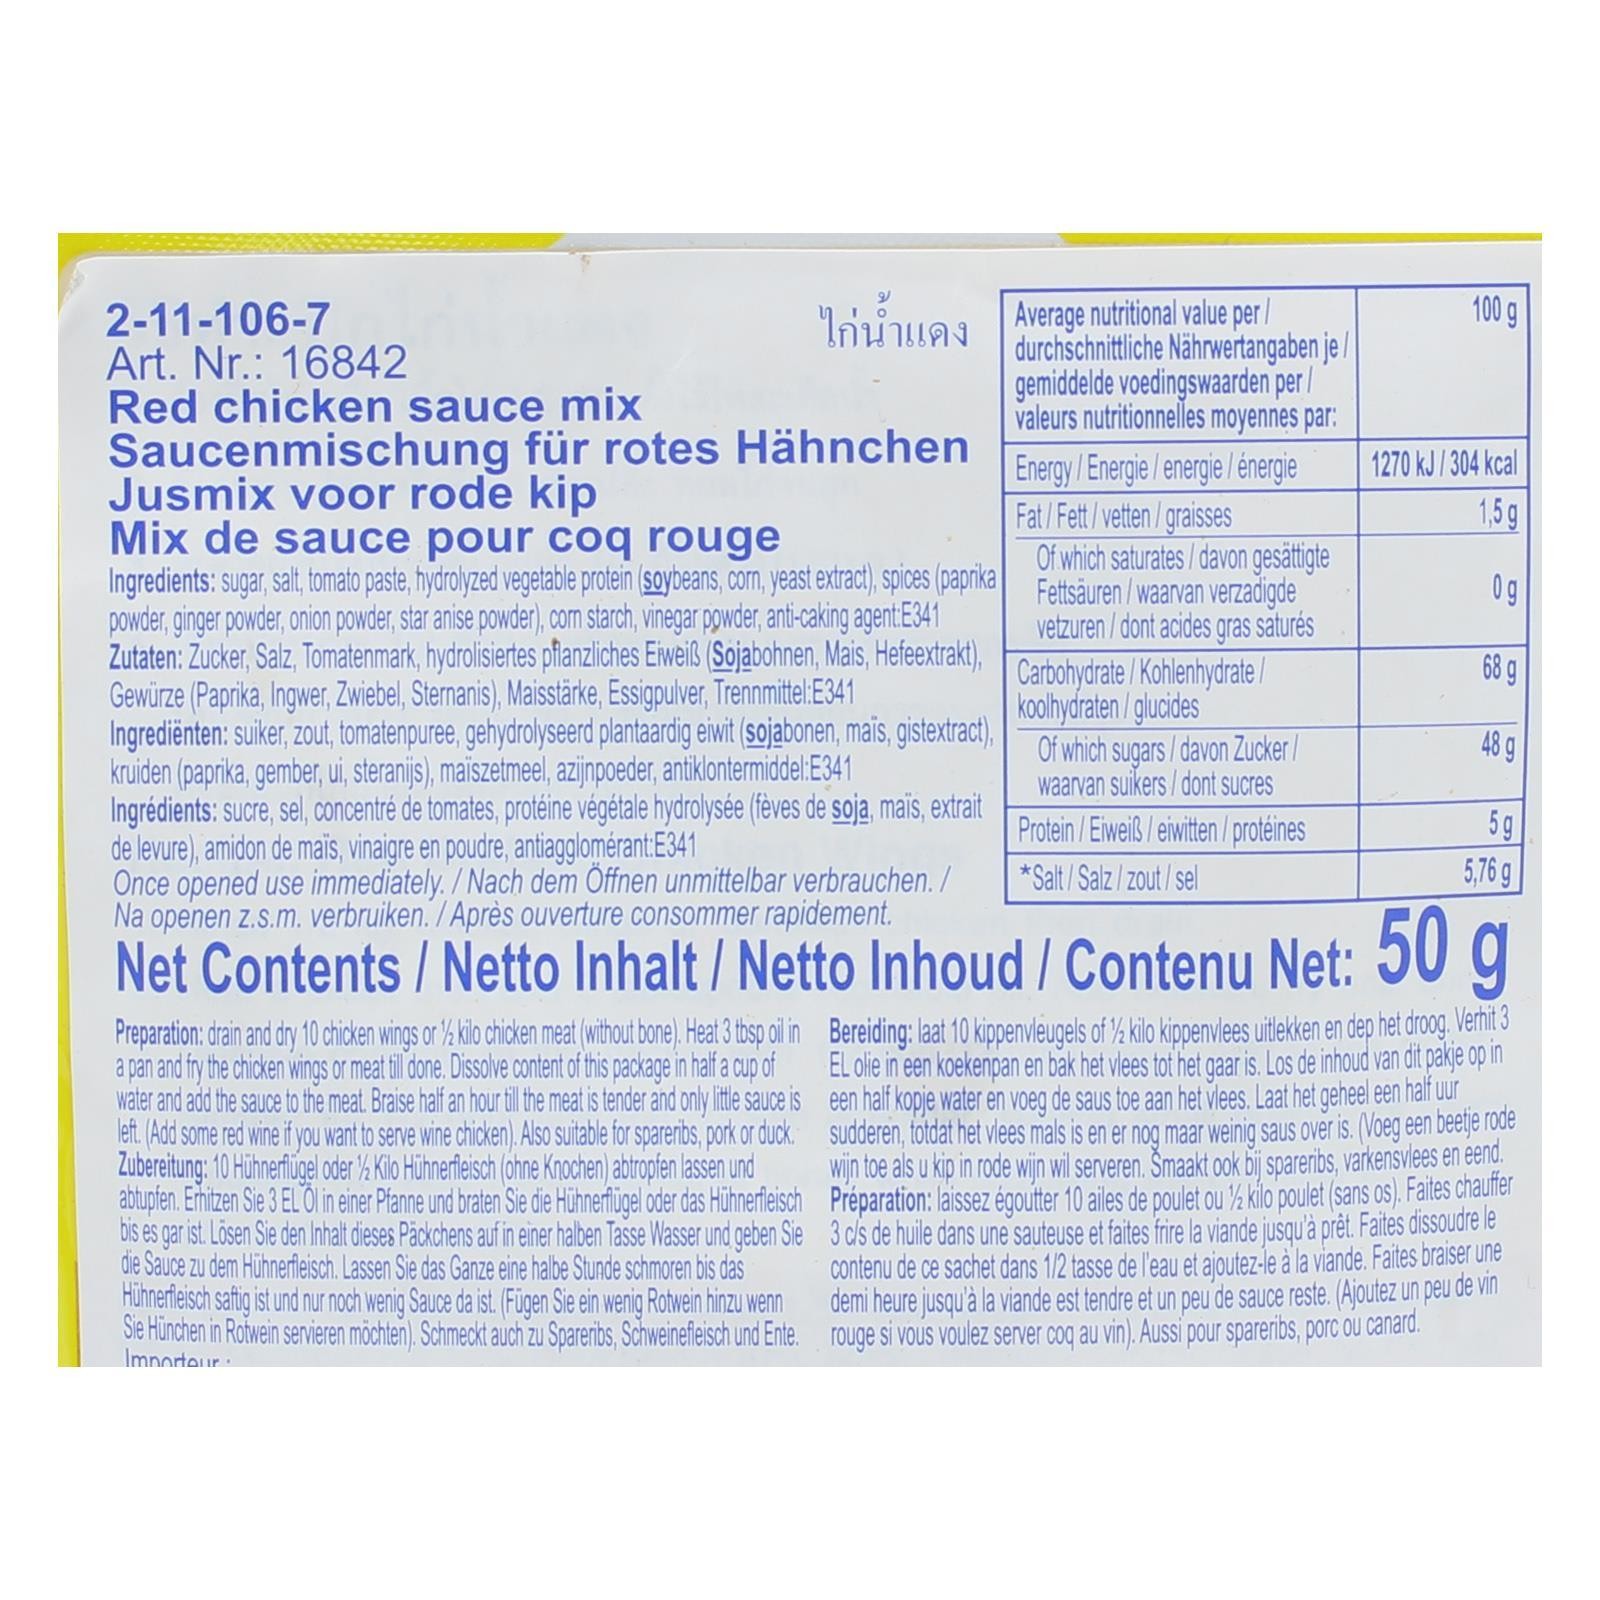 2-11-106-7
Art. Nr.: 16842
ไก่น้ำแดง
Red chicken sauce mix
Saucenmischung für rotes Hähnchen
Jusmix voor rode kip
Mix de sauce pour coq rouge
Ingredients: sugar, salt, tomato paste, hydrolyzed vegetable protein (soybeans, corn, yeast extract), spices (paprika
powder, ginger powder, onion powder, star anise powder), corn starch, vinegar powder, anti-caking agent:E341
Zutaten: Zucker, Salz, Tomatenmark, hydrolisiertes pflanzliches Eiweiß (Sojabohnen, Mais, Hefeextrakt),
Gewürze (Paprika, Ingwer, Zwiebel, Sternanis), Maisstärke, Essigpulver, Trennmittel:E341
Ingrediënten: suiker, zout, tomatenpuree, gehydrolyseerd plantaardig eiwit (sojabonen, maïs, gistextract),
kruiden (paprika, gember, ui, steranijs), maïszetmeel, azijnpoeder, antiklontermiddel:E341
Ingrédients: sucre, sel, concentré de tomates, protéine végétale hydrolysée (fèves de soja, maïs, extrait
de levure), amidon de maïs, vinaigre en poudre, antiagglomérant:E341
Once opened use immediately. / Nach dem Öffnen unmittelbar verbrauchen. /
Na openen z.s.m. verbruiken. / Après ouverture consommer rapidement.
Average nutritional value per / 100 g
durchschnittliche Nährwertangaben je /
gemiddelde voedingswaarden per /
valeurs nutritionnelles moyennes par:
Energy / Energie / energie / énergie 1270 kJ / 304 kcal
Fat / Fett / vetten / graisses 1,5 g
Of which saturates / davon gesättigte
Fettsäuren / waarvan verzadigde 0 g
vetzuren / dont acides gras saturés
Carbohydrate / Kohlenhydrate / 68 g
koolhydraten / glucides
Of which sugars / davon Zucker / 48 g
waarvan suikers / dont sucres
Protein / Eiweiß / eiwitten / protéines 5 g
*Salt / Salz / zout / sel 5,76 g
Net Contents / Netto Inhalt / Netto Inhoud / Contenu Net: 50 g
Preparation: drain and dry 10 chicken wings or ½ kilo chicken meat (without bone). Heat 3 tbsp oil in
a pan and fry the chicken wings or meat till done. Dissolve content of this package in half a cup of
water and add the sauce to the meat. Braise half an hour till the meat is tender and only little sauce is
left. (Add some red wine if you want to serve wine chicken). Also suitable for spareribs, pork or duck.
Zubereitung: 10 Hühnerflügel oder ½ Kilo Hühnerfleisch (ohne Knochen) abtropfen lassen und
abtupfen. Erhitzen Sie 3 EL Öl in einer Pfanne und braten Sie die Hühnerflügel oder das Hühnerfleisch
bis es gar ist. Lösen Sie den Inhalt dieses Päckchens auf in einer halben Tasse Wasser und geben Sie
die Sauce zu dem Hühnerfleisch. Lassen Sie das Ganze eine halbe Stunde schmoren bis das
Hühnerfleisch saftig ist und nur noch wenig Sauce da ist. (Fügen Sie ein wenig Rotwein hinzu wenn
Sie Hünchen in Rotwein servieren möchten). Schmeckt auch zu Spareribs, Schweinefleisch und Ente.
Importeur :
Bereiding: laat 10 kippenvleugels of ½ kilo kippenvlees uitlekken en dep het droog. Verhit 3
EL olie in een koekenpan en bak het vlees tot het gaar is. Los de inhoud van dit pakje op in
een half kopje water en voeg de saus toe aan het vlees. Laat het geheel een half uur
sudderen, totdat het vlees mals is en er nog maar weinig saus over is. (Voeg een beetje rode
wijn toe als u kip in rode wijn wil serveren. Smaakt ook bij spareribs, varkensvlees en eend.
Préparation: laissez égoutter 10 ailes de poulet ou ½ kilo poulet (sans os). Faites chauffer
3 c/s de huile dans une sauteuse et faites frire la viande jusqu'à prêt. Faites dissoudre le
contenu de ce sachet dans 1/2 tasse de l'eau et ajoutez-le à la viande. Faites braiser une
demi heure jusqu'à la viande est tendre et un peu de sauce reste. (Ajoutez un peu de vin
rouge si vous voulez server coq au vin). Aussi pour spareribs, porc ou canard.